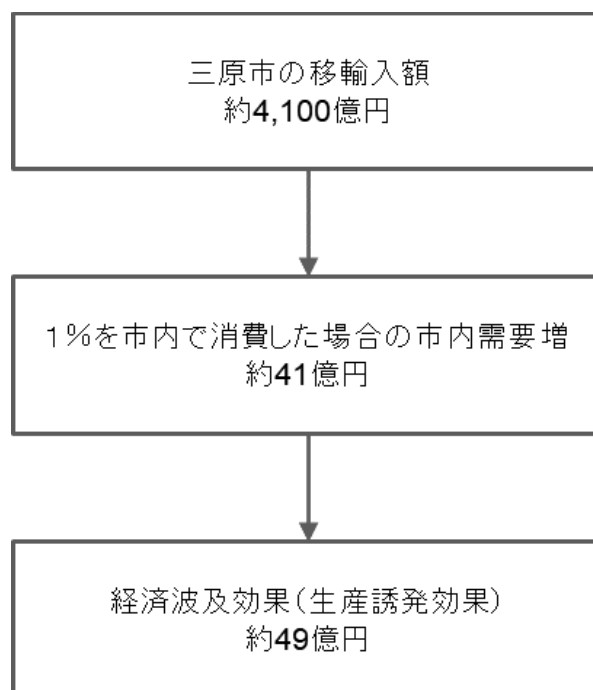 三原市の移輸入額
約4,100億円
1％を市内で消費した場合の市内需要増
約41億円
経済波及効果（生産誘発効果）
約49億円